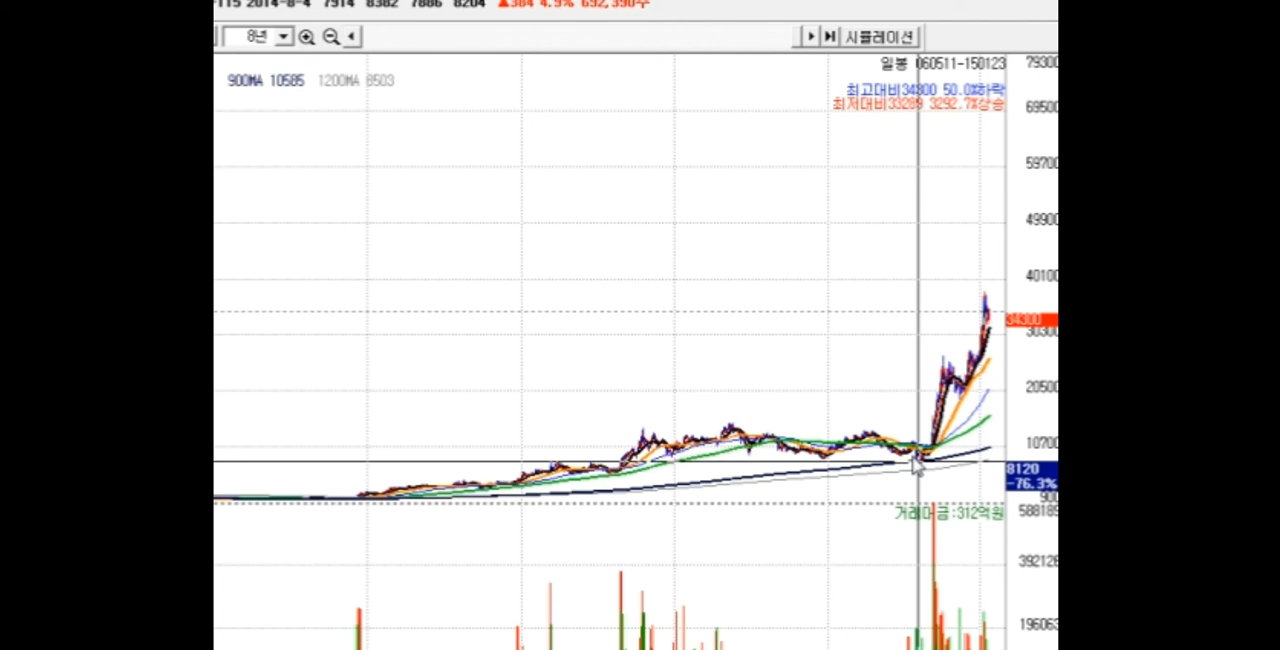 115 2014-8-4 7914 8382 7886 8204 ▲384 4.9% 692,390주
8년 시뮬레이션
일봉 060511-150123 79300
900MA 10585 1200MA 8503
최고대비34300 50.0%하락
최저대비33289 3292.7%상승
69500
59700
49900
40100
34300
30300
20500
10700
8120
-76.3%
900
거래대금:312억원 588189
392126
196063